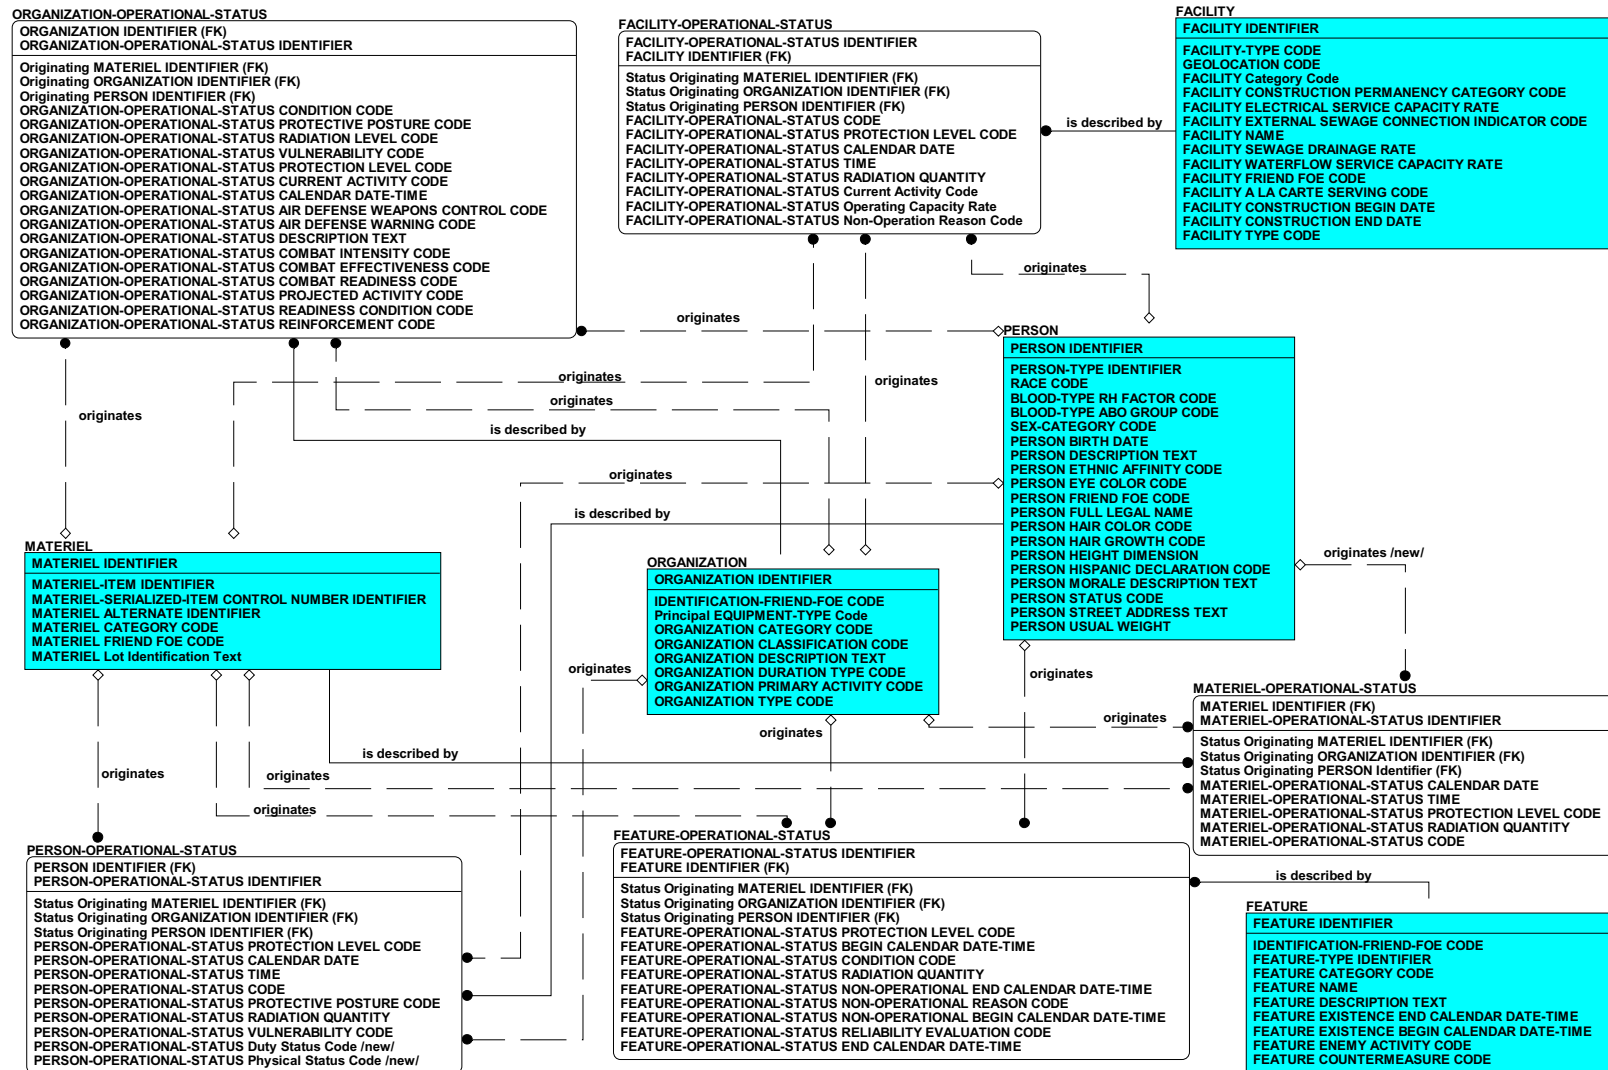 ORGANIZATION-OPERATIONAL-STATUS
ORGANIZATION IDENTIFIER (FK)
ORGANIZATION-OPERATIONAL-STATUS IDENTIFIER
Originating MATERIEL IDENTIFIER (FK)
Originating ORGANIZATION IDENTIFIER (FK)
Originating PERSON IDENTIFIER (FK)
ORGANIZATION-OPERATIONAL-STATUS CONDITION CODE
ORGANIZATION-OPERATIONAL-STATUS PROTECTIVE POSTURE CODE
ORGANIZATION-OPERATIONAL-STATUS RADIATION LEVEL CODE
ORGANIZATION-OPERATIONAL-STATUS VULNERABILITY CODE
ORGANIZATION-OPERATIONAL-STATUS PROTECTION LEVEL CODE
ORGANIZATION-OPERATIONAL-STATUS CURRENT ACTIVITY CODE
ORGANIZATION-OPERATIONAL-STATUS CALENDAR DATE-TIME
ORGANIZATION-OPERATIONAL-STATUS AIR DEFENSE WEAPONS CONTROL CODE
ORGANIZATION-OPERATIONAL-STATUS AIR DEFENSE WARNING CODE
ORGANIZATION-OPERATIONAL-STATUS DESCRIPTION TEXT
ORGANIZATION-OPERATIONAL-STATUS COMBAT INTENSITY CODE
ORGANIZATION-OPERATIONAL-STATUS COMBAT EFFECTIVENESS CODE
ORGANIZATION-OPERATIONAL-STATUS COMBAT READINESS CODE
ORGANIZATION-OPERATIONAL-STATUS PROJECTED ACTIVITY CODE
ORGANIZATION-OPERATIONAL-STATUS READINESS CONDITION CODE
ORGANIZATION-OPERATIONAL-STATUS REINFORCEMENT CODE
FACILITY-OPERATIONAL-STATUS
FACILITY-OPERATIONAL-STATUS IDENTIFIER
FACILITY IDENTIFIER (FK)
Status Originating MATERIEL IDENTIFIER (FK)
Status Originating ORGANIZATION IDENTIFIER (FK)
Status Originating PERSON IDENTIFIER (FK)
FACILITY-OPERATIONAL-STATUS CODE
FACILITY-OPERATIONAL-STATUS PROTECTION LEVEL CODE
FACILITY-OPERATIONAL-STATUS CALENDAR DATE
FACILITY-OPERATIONAL-STATUS TIME
FACILITY-OPERATIONAL-STATUS RADIATION QUANTITY
FACILITY-OPERATIONAL-STATUS Current Activity Code
FACILITY-OPERATIONAL-STATUS Operating Capacity Rate
FACILITY-OPERATIONAL-STATUS Non-Operation Reason Code
is described by
FACILITY
FACILITY IDENTIFIER
FACILITY-TYPE CODE
GEOLOCATION CODE
FACILITY Category Code
FACILITY CONSTRUCTION PERMANENCY CATEGORY CODE
FACILITY ELECTRICAL SERVICE CAPACITY RATE
FACILITY EXTERNAL SEWAGE CONNECTION INDICATOR CODE
FACILITY NAME
FACILITY SEWAGE DRAINAGE RATE
FACILITY WATERFLOW SERVICE CAPACITY RATE
FACILITY FRIEND FOE CODE
FACILITY A LA CARTE SERVING CODE
FACILITY CONSTRUCTION BEGIN DATE
FACILITY CONSTRUCTION END DATE
FACILITY TYPE CODE
originates
originates
originates
originates
originates
originates
is described by
originates
is described by
PERSON
PERSON IDENTIFIER
PERSON-TYPE IDENTIFIER
RACE CODE
BLOOD-TYPE RH FACTOR CODE
BLOOD-TYPE ABO GROUP CODE
SEX-CATEGORY CODE
PERSON BIRTH DATE
PERSON DESCRIPTION TEXT
PERSON ETHNIC AFFINITY CODE
PERSON EYE COLOR CODE
PERSON FRIEND FOE CODE
PERSON FULL LEGAL NAME
PERSON HAIR COLOR CODE
PERSON HAIR GROWTH CODE
PERSON HEIGHT DIMENSION
PERSON HISPANIC DECLARATION CODE
PERSON MORALE DESCRIPTION TEXT
PERSON STATUS CODE
PERSON STREET ADDRESS TEXT
PERSON USUAL WEIGHT
originates /new/
MATERIEL
MATERIEL IDENTIFIER
MATERIEL-ITEM IDENTIFIER
MATERIEL-SERIALIZED-ITEM CONTROL NUMBER IDENTIFIER
MATERIEL ALTERNATE IDENTIFIER
MATERIEL CATEGORY CODE
MATERIEL FRIEND FOE CODE
MATERIEL Lot Identification Text
ORGANIZATION
ORGANIZATION IDENTIFIER
IDENTIFICATION-FRIEND-FOE CODE
Principal EQUIPMENT-TYPE Code
ORGANIZATION CATEGORY CODE
ORGANIZATION CLASSIFICATION CODE
ORGANIZATION DESCRIPTION TEXT
ORGANIZATION DURATION TYPE CODE
ORGANIZATION PRIMARY ACTIVITY CODE
ORGANIZATION TYPE CODE
originates
originates
originates
originates
is described by
originates
originates
originates
MATERIEL-OPERATIONAL-STATUS
MATERIEL IDENTIFIER (FK)
MATERIEL-OPERATIONAL-STATUS IDENTIFIER
Status Originating MATERIEL IDENTIFIER (FK)
Status Originating ORGANIZATION IDENTIFIER (FK)
Status Originating PERSON Identifier (FK)
MATERIEL-OPERATIONAL-STATUS CALENDAR DATE
MATERIEL-OPERATIONAL-STATUS TIME
MATERIEL-OPERATIONAL-STATUS PROTECTION LEVEL CODE
MATERIEL-OPERATIONAL-STATUS RADIATION QUANTITY
MATERIEL-OPERATIONAL-STATUS CODE
PERSON-OPERATIONAL-STATUS
PERSON IDENTIFIER (FK)
PERSON-OPERATIONAL-STATUS IDENTIFIER
Status Originating MATERIEL IDENTIFIER (FK)
Status Originating ORGANIZATION IDENTIFIER (FK)
Status Originating PERSON IDENTIFIER (FK)
PERSON-OPERATIONAL-STATUS PROTECTION LEVEL CODE
PERSON-OPERATIONAL-STATUS CALENDAR DATE
PERSON-OPERATIONAL-STATUS TIME
PERSON-OPERATIONAL-STATUS CODE
PERSON-OPERATIONAL-STATUS PROTECTIVE POSTURE CODE
PERSON-OPERATIONAL-STATUS RADIATION QUANTITY
PERSON-OPERATIONAL-STATUS VULNERABILITY CODE
PERSON-OPERATIONAL-STATUS Duty Status Code /new/
PERSON-OPERATIONAL-STATUS Physical Status Code /new/
FEATURE-OPERATIONAL-STATUS
FEATURE-OPERATIONAL-STATUS IDENTIFIER
FEATURE IDENTIFIER (FK)
Status Originating MATERIEL IDENTIFIER (FK)
Status Originating ORGANIZATION IDENTIFIER (FK)
Status Originating PERSON IDENTIFIER (FK)
FEATURE-OPERATIONAL-STATUS PROTECTION LEVEL CODE
FEATURE-OPERATIONAL-STATUS BEGIN CALENDAR DATE-TIME
FEATURE-OPERATIONAL-STATUS CONDITION CODE
FEATURE-OPERATIONAL-STATUS RADIATION QUANTITY
FEATURE-OPERATIONAL-STATUS NON-OPERATIONAL END CALENDAR DATE-TIME
FEATURE-OPERATIONAL-STATUS NON-OPERATIONAL REASON CODE
FEATURE-OPERATIONAL-STATUS NON-OPERATIONAL BEGIN CALENDAR DATE-TIME
FEATURE-OPERATIONAL-STATUS RELIABILITY EVALUATION CODE
FEATURE-OPERATIONAL-STATUS END CALENDAR DATE-TIME
is described by
FEATURE
FEATURE IDENTIFIER
IDENTIFICATION-FRIEND-FOE CODE
FEATURE-TYPE IDENTIFIER
FEATURE CATEGORY CODE
FEATURE NAME
FEATURE DESCRIPTION TEXT
FEATURE EXISTENCE END CALENDAR DATE-TIME
FEATURE EXISTENCE BEGIN CALENDAR DATE-TIME
FEATURE ENEMY ACTIVITY CODE
FEATURE COUNTERMEASURE CODE